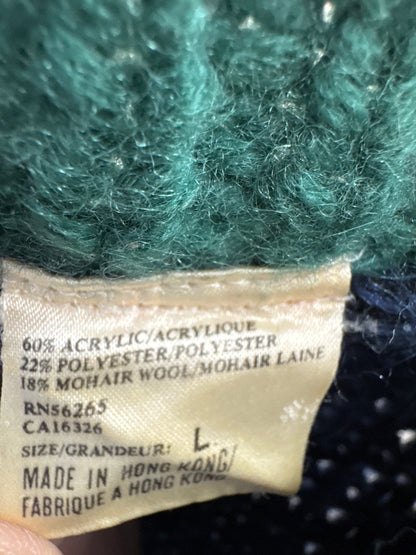 60% ACRYLIC/ACRYLIQUE
22% POLYESTER/POLYESTER
18% MOHAIR WOOL/MOHAIR LAINE
RN56265
CA16326
SIZE/GRANDEUR: L
MADE IN HONG KONG/
FABRIQUE A HONG KONG